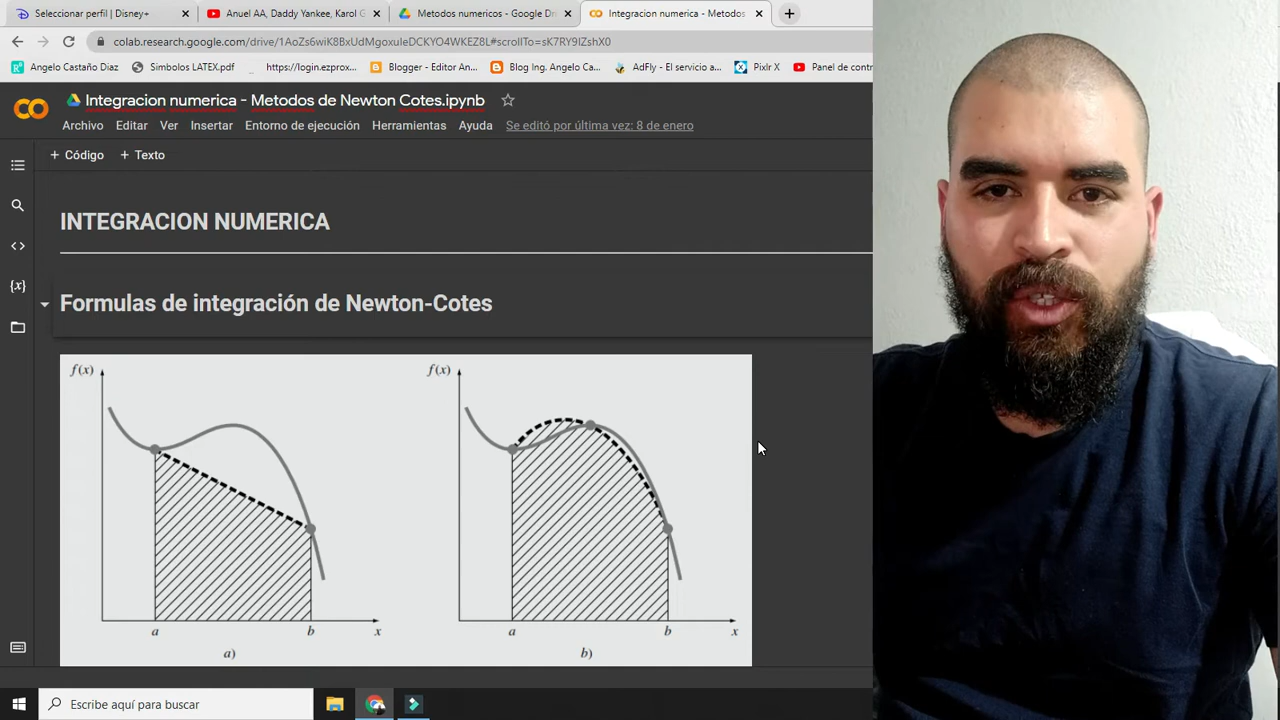 Seleccionar perfil | Disney+
Anuel AA, Daddy Yankee, Karol G
Metodos numericos - Google Dri
Integracion numerica - Metodos
colab.research.google.com/drive/1AoZs6wiK8BxUdMgoxuleDCKYO4WKEZ8L#scrollTo=sK7RY9IZshX0
Angelo Castaño Diaz
Simbolos LATEX.pdf
https://login.ezprox...
Blogger - Editor An...
Blog Ing. Angelo Ca...
AdFly - El servicio a...
Pixlr X
Panel de contr
Integracion numerica - Metodos de Newton Cotes.ipynb
Archivo Editar Ver Insertar Entorno de ejecución Herramientas Ayuda Se editó por última vez: 8 de enero
+ Código + Texto
INTEGRACION NUMERICA
Formulas de integración de Newton-Cotes
f(x)
f(x)
a b x
a b x
a)
b)
Escribe aquí para buscar